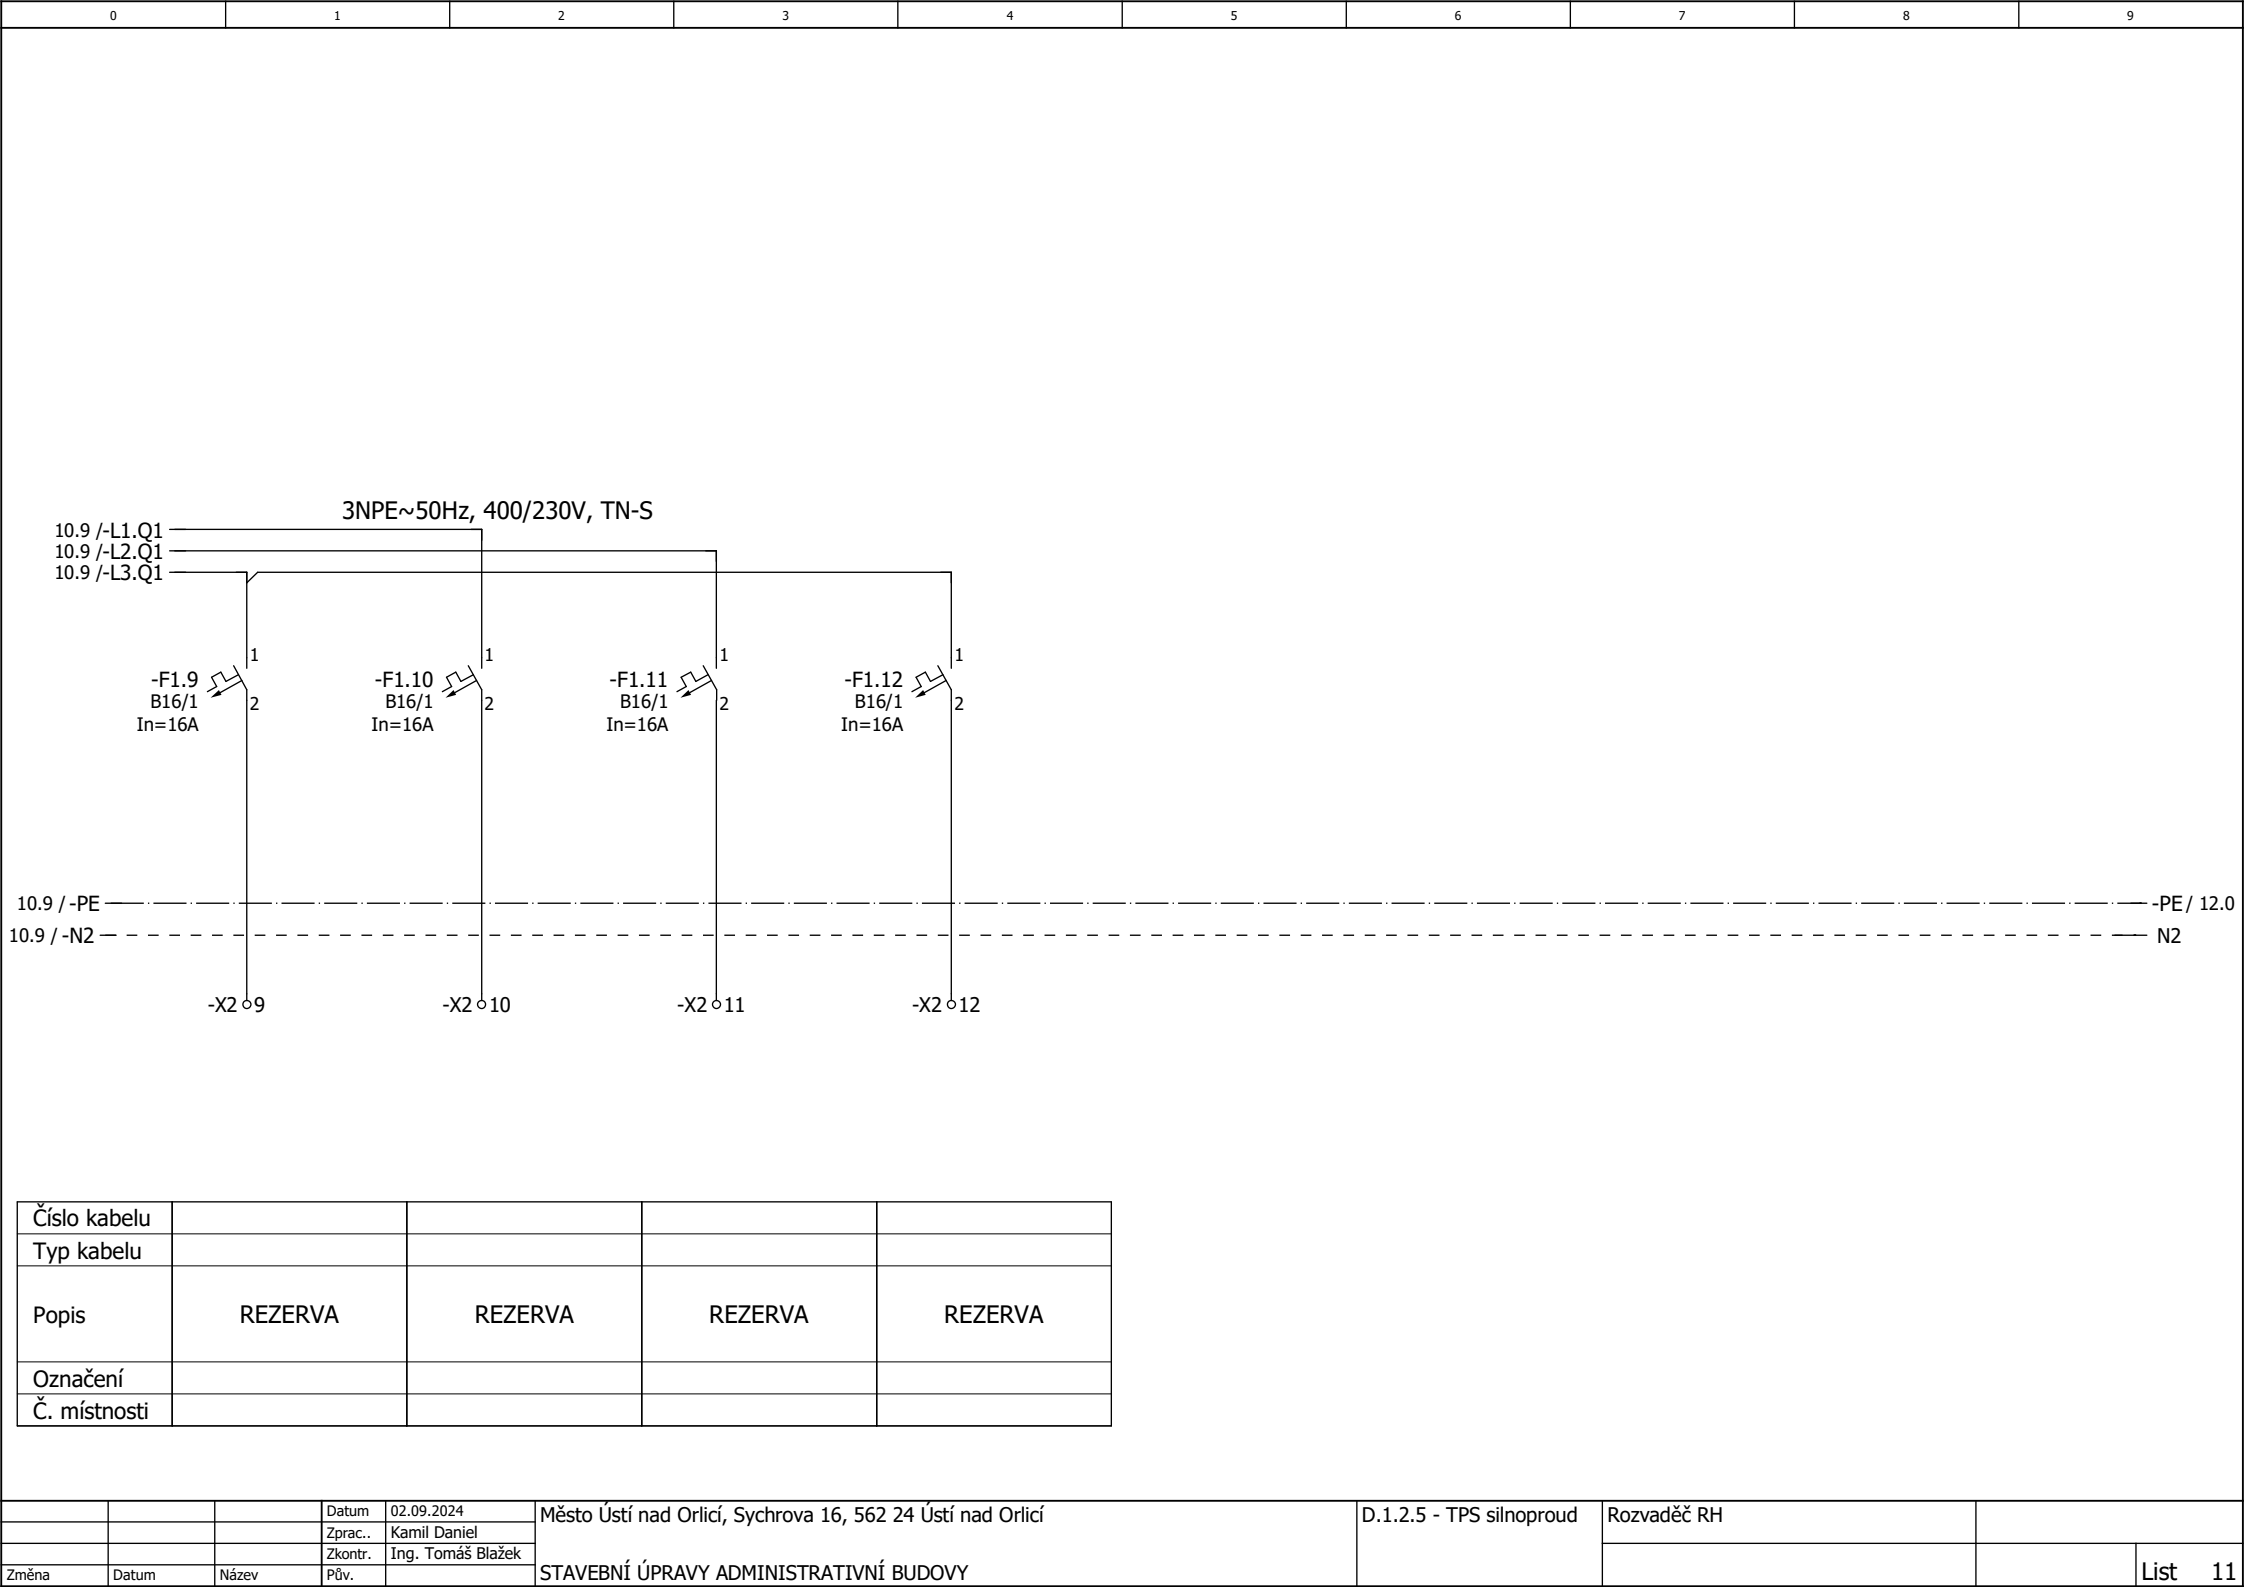 0 1 2 3 4 5 6 7 8 9
3NPE~50Hz, 400/230V, TN-S
10.9 /-L1.Q1
10.9 /-L2.Q1
10.9 /-L3.Q1
1 1 1 1
-F1.9 -F1.10 -F1.11 -F1.12
B16/1 B16/1 B16/1 B16/1
2 2 2 2
In=16A In=16A In=16A In=16A
10.9 / -PE -PE / 12.0
10.9 / -N2 N2
-X2 9 -X2 10 -X2 11 -X2 12
Číslo kabelu
Typ kabelu
Popis REZERVA REZERVA REZERVA REZERVA
Označení
Č. místnosti
Datum 02.09.2024 Město Ústí nad Orlicí, Sychrova 16, 562 24 Ústí nad Orlicí D.1.2.5 - TPS silnoproud Rozvaděč RH
Zprac.. Kamil Daniel
Zkontr. Ing. Tomáš Blažek
Změna Datum Název Pův. STAVEBNÍ ÚPRAVY ADMINISTRATIVNÍ BUDOVY List 11